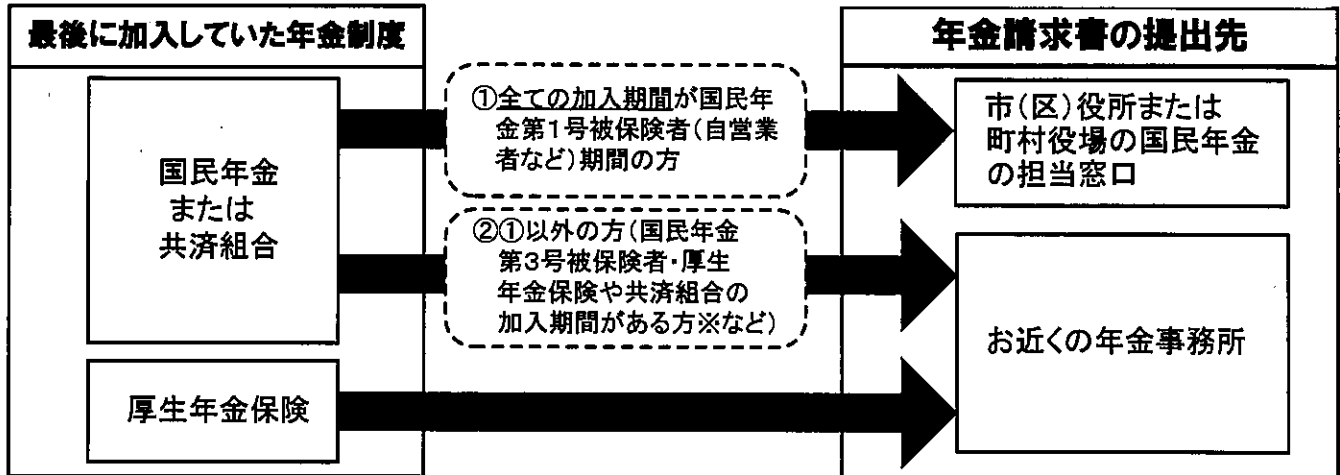 最後に加入していた年金制度
年金請求書の提出先
国民年金
または
共済組合
①全ての加入期間が国民年
金第1号被保険者(自営業
者など)期間の方
市(区)役所または
町村役場の国民年金
の担当窓口
②①以外の方(国民年金
第3号被保険者・厚生
年金保険や共済組合の
加入期間がある方※など)
お近くの年金事務所
厚生年金保険